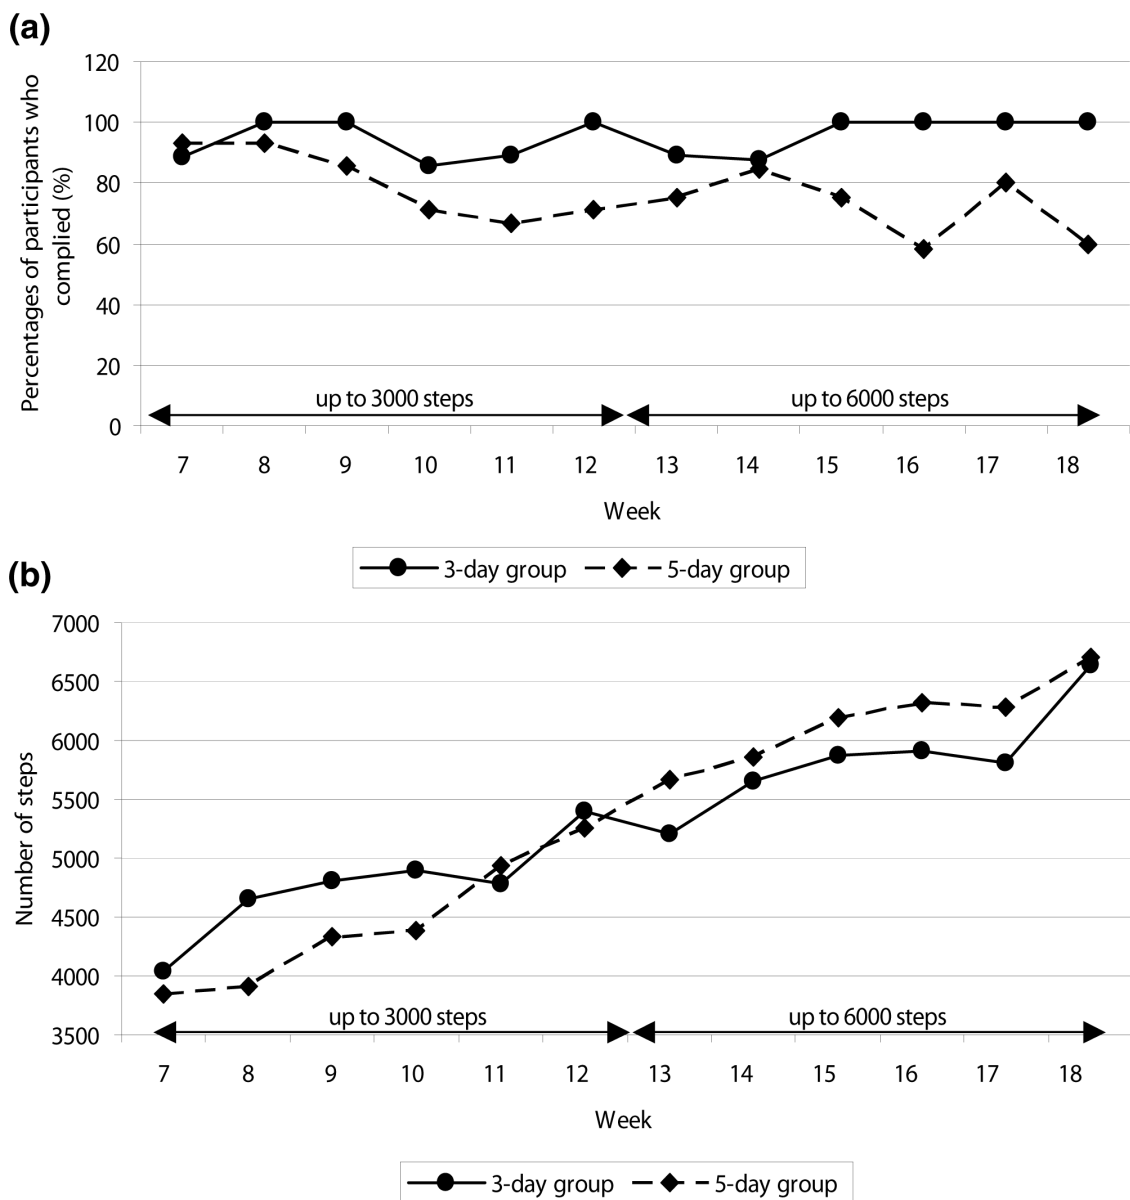 (a)
Percentages of participants who
complied (%)
120
100
80
60
40
20
0
up to 3000 steps
up to 6000 steps
7 8 9 10 11 12 13 14 15 16 17 18
Week
3-day group 5-day group
(b)
Number of steps
7000
6500
6000
5500
5000
4500
4000
3500
up to 3000 steps
up to 6000 steps
7 8 9 10 11 12 13 14 15 16 17 18
Week
3-day group 5-day group